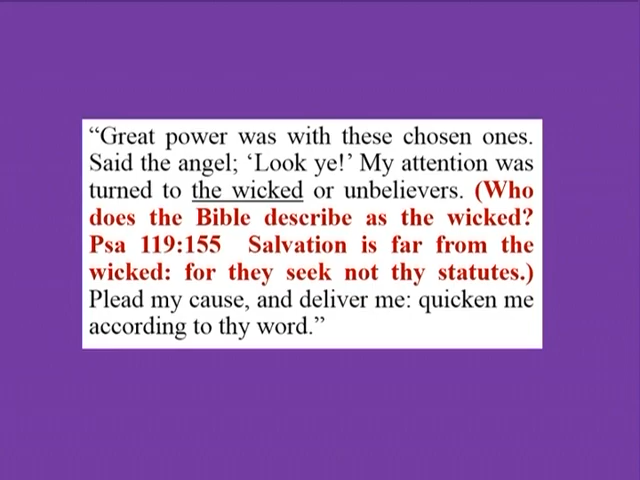 “Great power was with these chosen ones.
Said the angel; ‘Look ye!’ My attention was
turned to the wicked or unbelievers. (Who
does the Bible describe as the wicked?
Psa 119:155 Salvation is far from the
wicked: for they seek not thy statutes.)
Plead my cause, and deliver me: quicken me
according to thy word.”